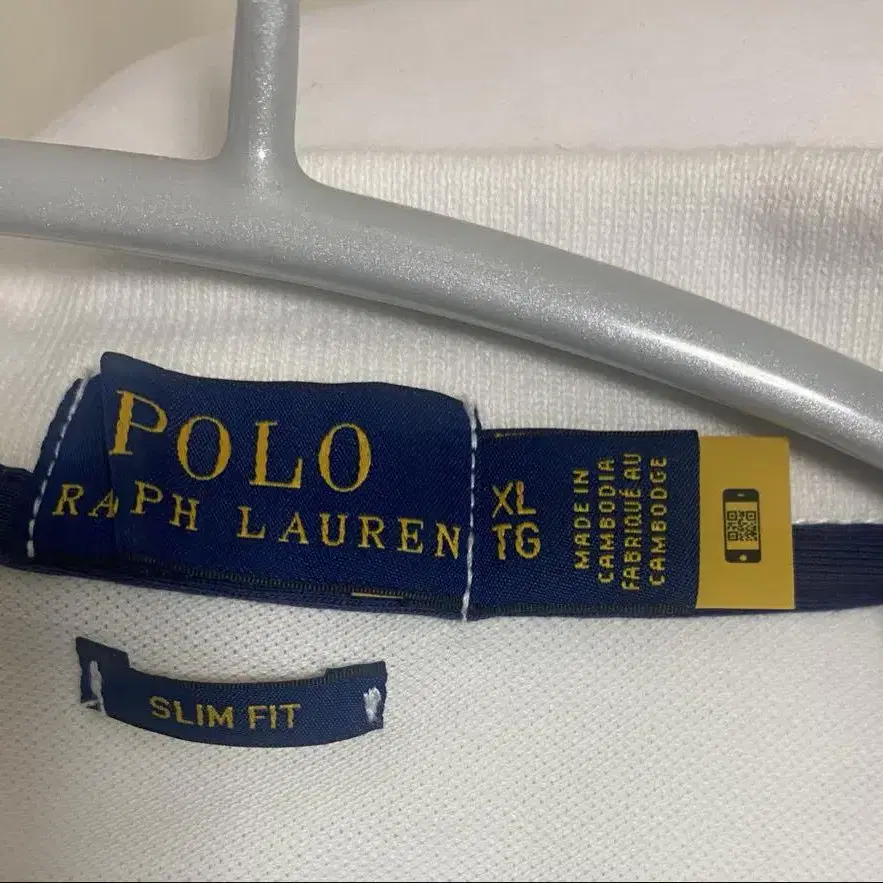 POLO
RALPH LAUREN
XL
TG
MADE IN
CAMBODIA
FABRIQUÉ AU
CAMBODGE
SLIM FIT